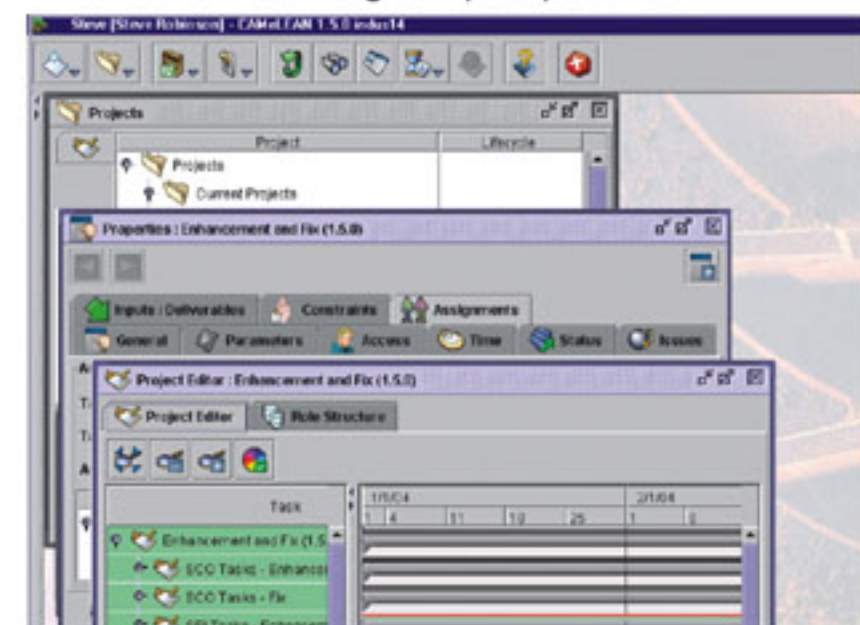 Steve [Steve Robinson] - CAMeLEAN 1.5.0 indus14
Projects
Project Lifecycle
Projects
Current Projects
Properties : Enhancement and Fix (1.5.0)
Inputs / Deliverables Constraints Assignments
General Parameters Access Time Status Issues
Project Editor : Enhancement and Fix (1.5.0)
Project Editor Role Structure
Task
1/1/04 2/1/04
1 4 11 18 25 1 8
Enhancement and Fix (1.5
SCO Tasks - Enhance
SCO Tasks - Fix